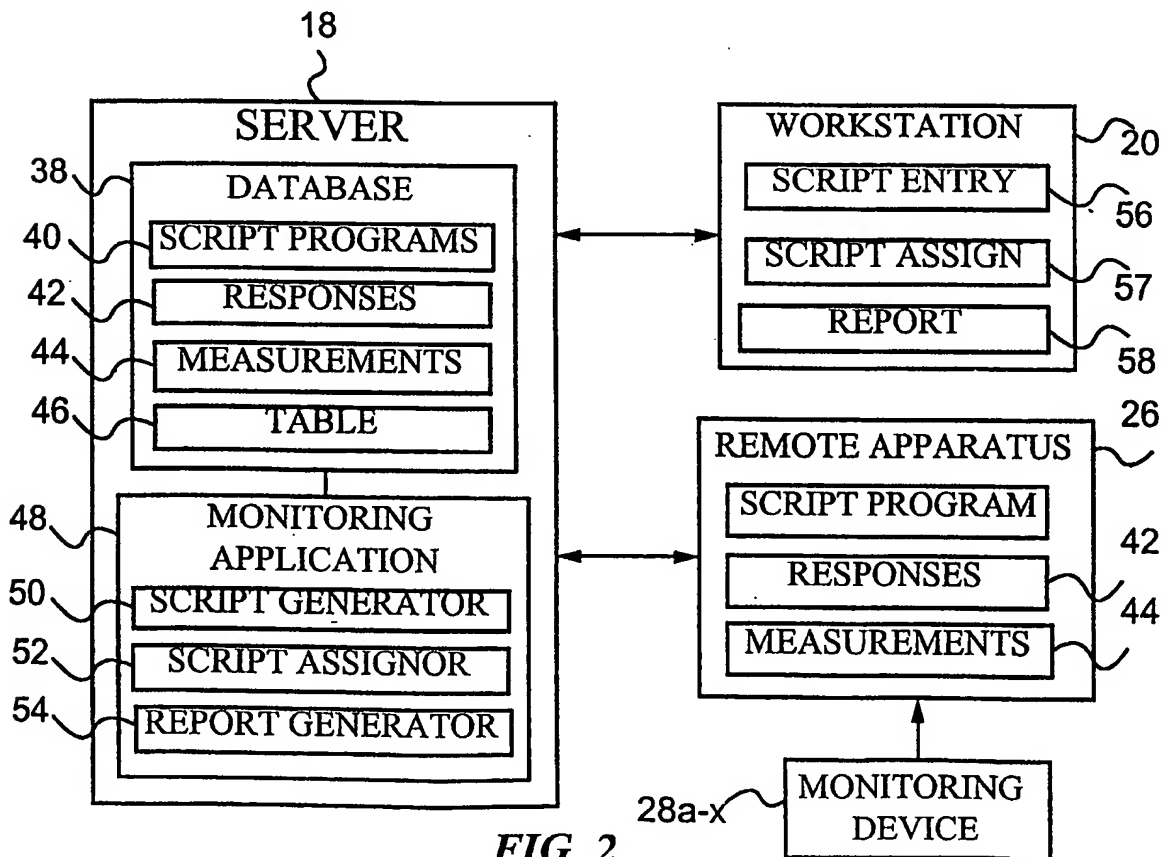 18
SERVER
38
DATABASE
40
SCRIPT PROGRAMS
42
RESPONSES
44
MEASUREMENTS
46
TABLE
48
MONITORING
APPLICATION
50
SCRIPT GENERATOR
52
SCRIPT ASSIGNOR
54
REPORT GENERATOR
WORKSTATION
20
SCRIPT ENTRY
56
SCRIPT ASSIGN
57
REPORT
58
26
REMOTE APPARATUS
SCRIPT PROGRAM
42
RESPONSES
44
MEASUREMENTS
28a-x
MONITORING
DEVICE
FIG. 2